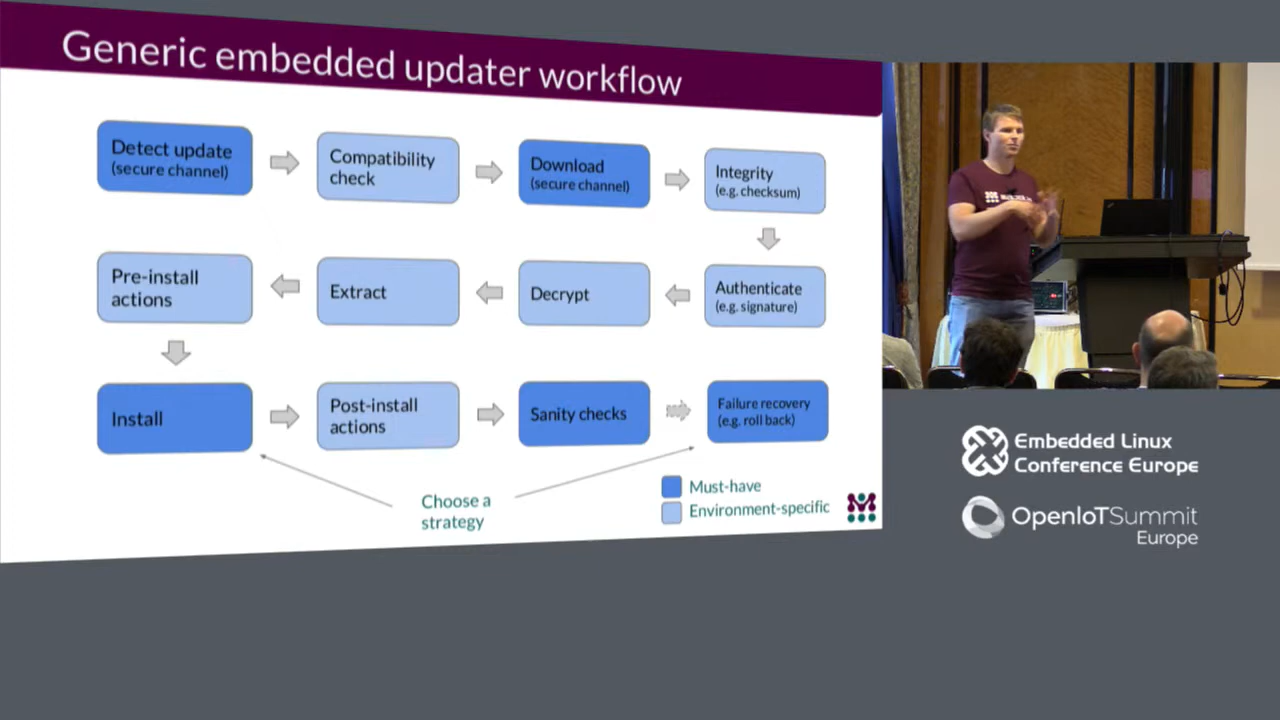 Generic embedded updater workflow
Detect update
(secure channel)
Compatibility
check
Download
(secure channel)
Integrity
(e.g. checksum)
Pre-install
actions
Extract
Decrypt
Authenticate
(e.g. signature)
Install
Post-install
actions
Sanity checks
Failure recovery
(e.g. roll back)
Choose a
strategy
Must-have
Environment-specific
Embedded Linux
Conference Europe
OpenIoTSummit
Europe